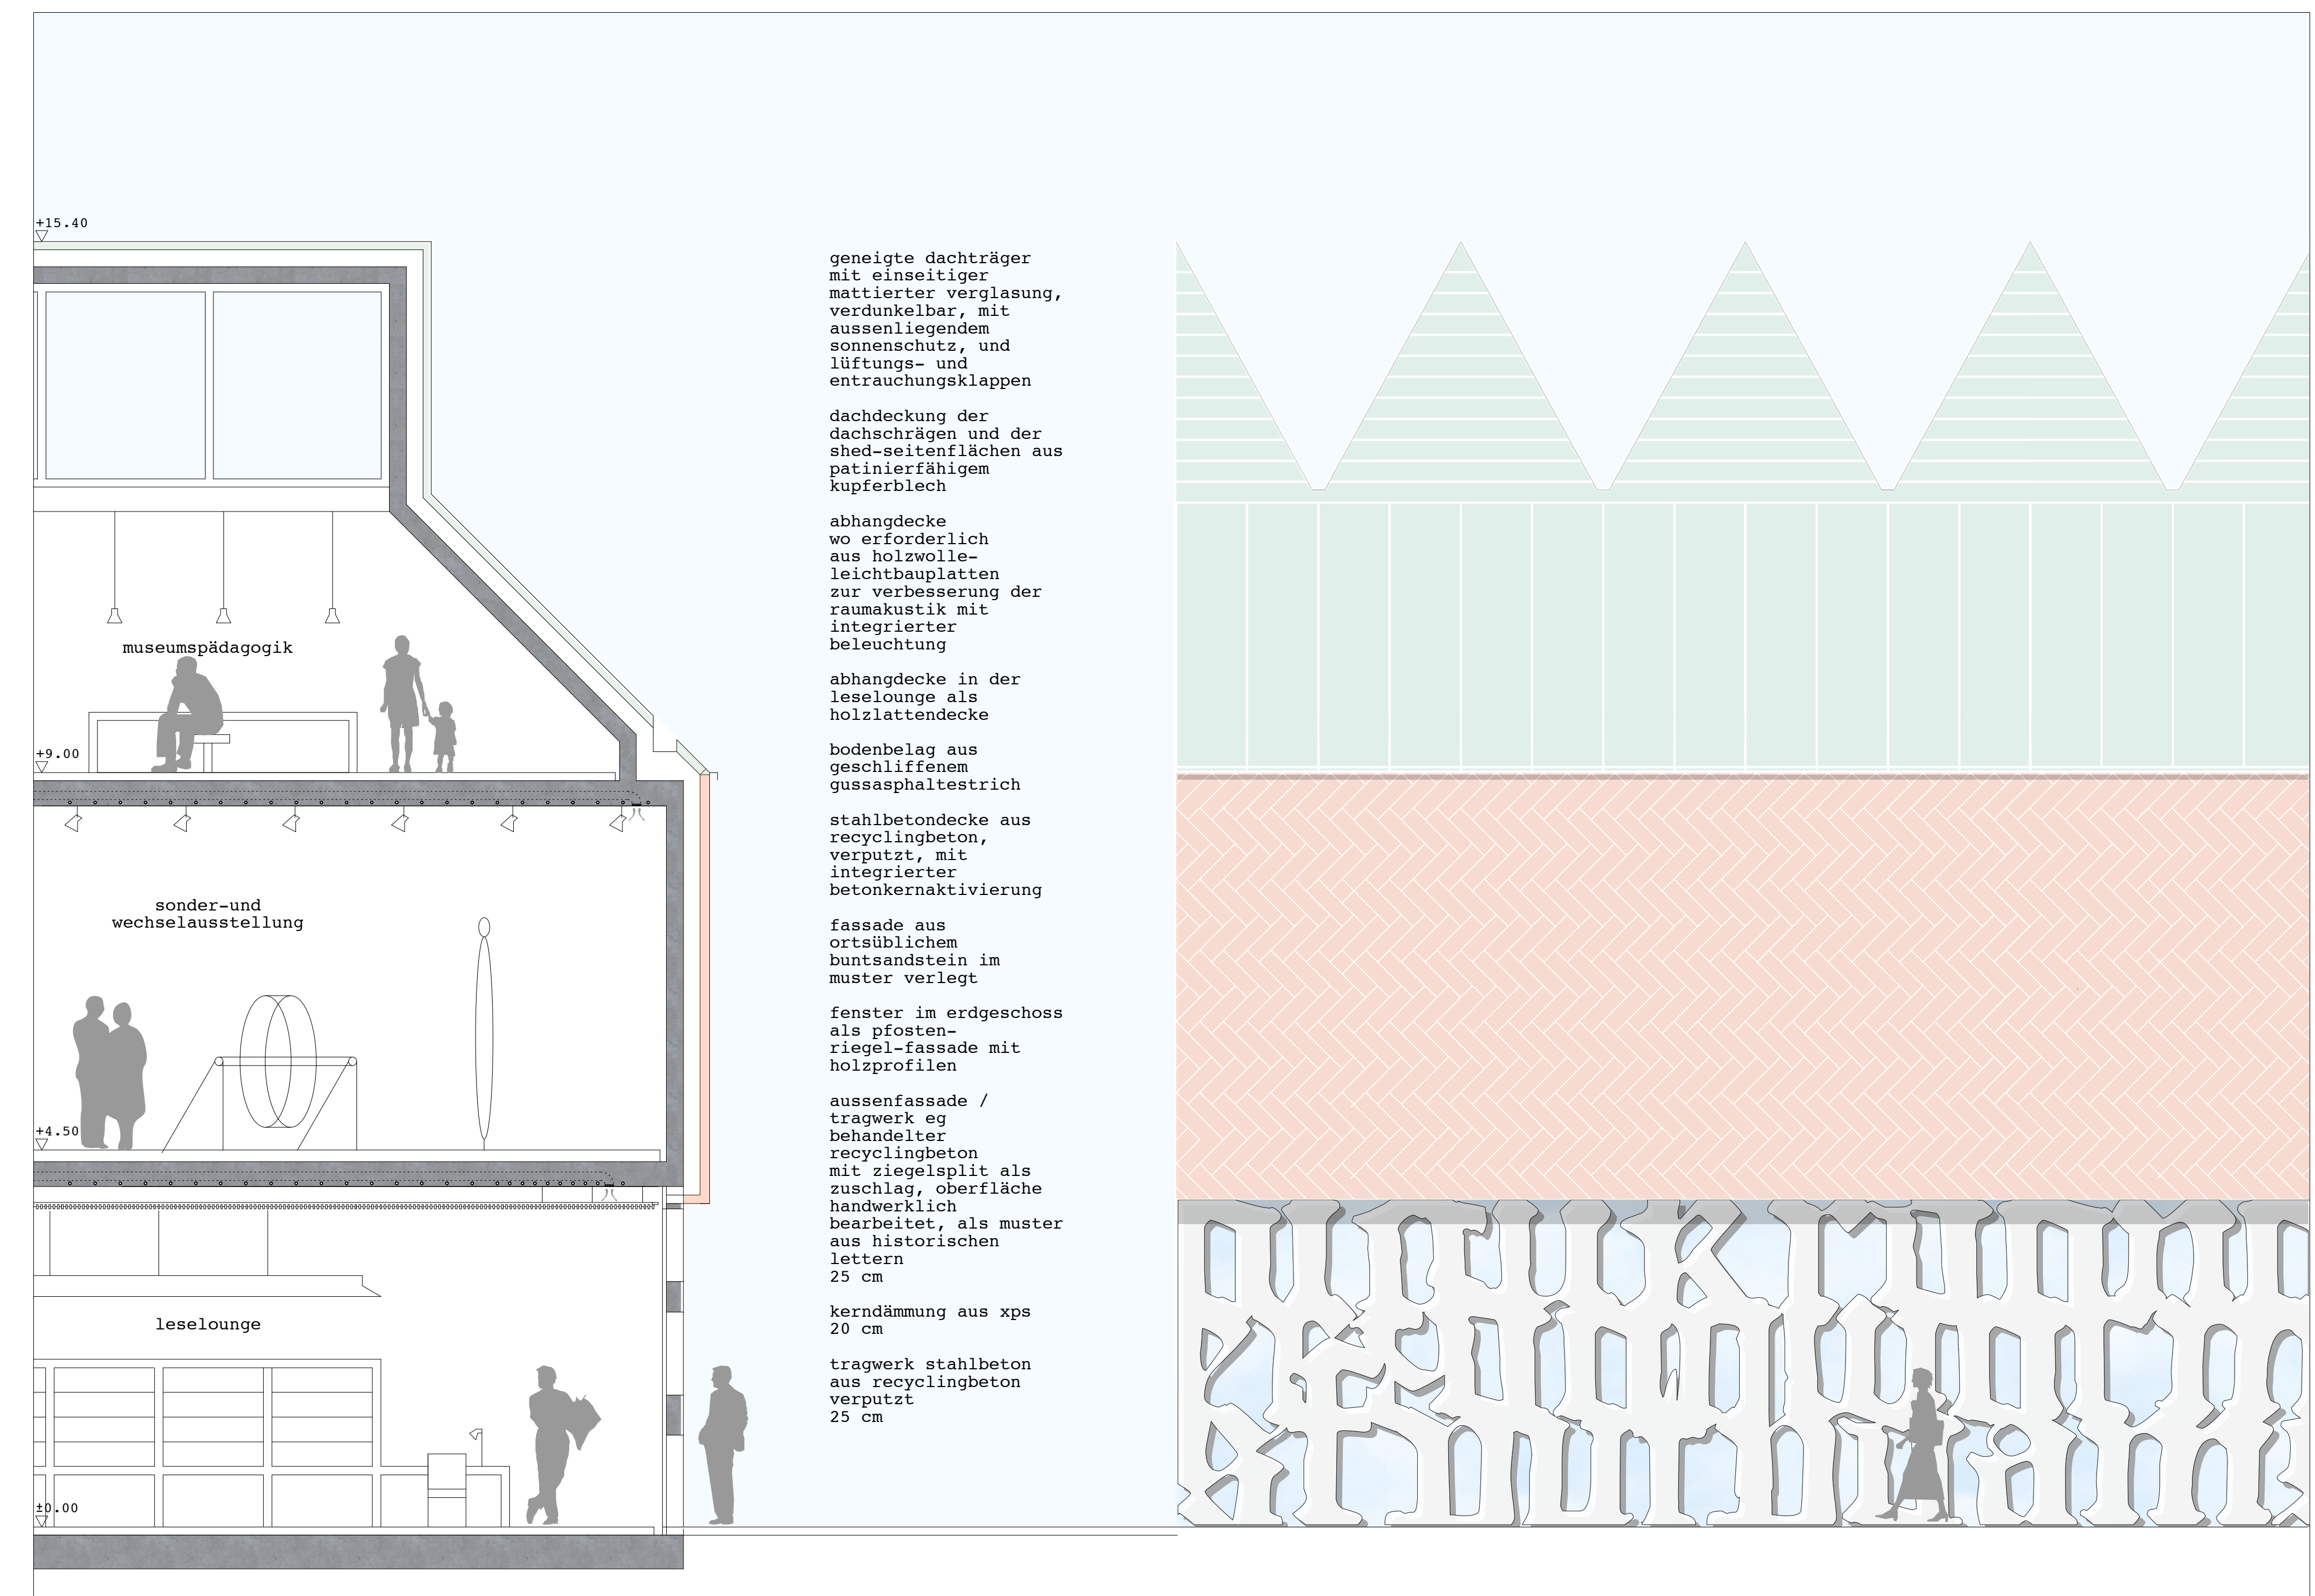 +15.40
museumspädagogik
+9.00
sonder-und
wechselausstellung
+4.50
leselounge
±0.00
geneigte dachträger
mit einseitiger
mattierter verglasung,
verdunkelbar, mit
aussenliegendem
sonnenschutz, und
lüftungs- und
entrauchungsklappen
dachdeckung der
dachschrägen und der
shed-seitenflächen aus
patinierfähigem
kupferblech
abhangdecke
wo erforderlich
aus holzwolle-
leichtbauplatten
zur verbesserung der
raumakustik mit
integrierter
beleuchtung
abhangdecke in der
leselounge als
holzlattendecke
bodenbelag aus
geschliffenem
gussasphaltestrich
stahlbetondecke aus
recyclingbeton,
verputzt, mit
integrierter
betonkernaktivierung
fassade aus
ortsüblichem
buntsandstein im
muster verlegt
fenster im erdgeschoss
als pfosten-
riegel-fassade mit
holzprofilen
aussenfassade /
tragwerk eg
behandelter
recyclingbeton
mit ziegelsplit als
zuschlag, oberfläche
handwerklich
bearbeitet, als muster
aus historischen
lettern
25 cm
kerndämmung aus xps
20 cm
tragwerk stahlbeton
aus recyclingbeton
verputzt
25 cm